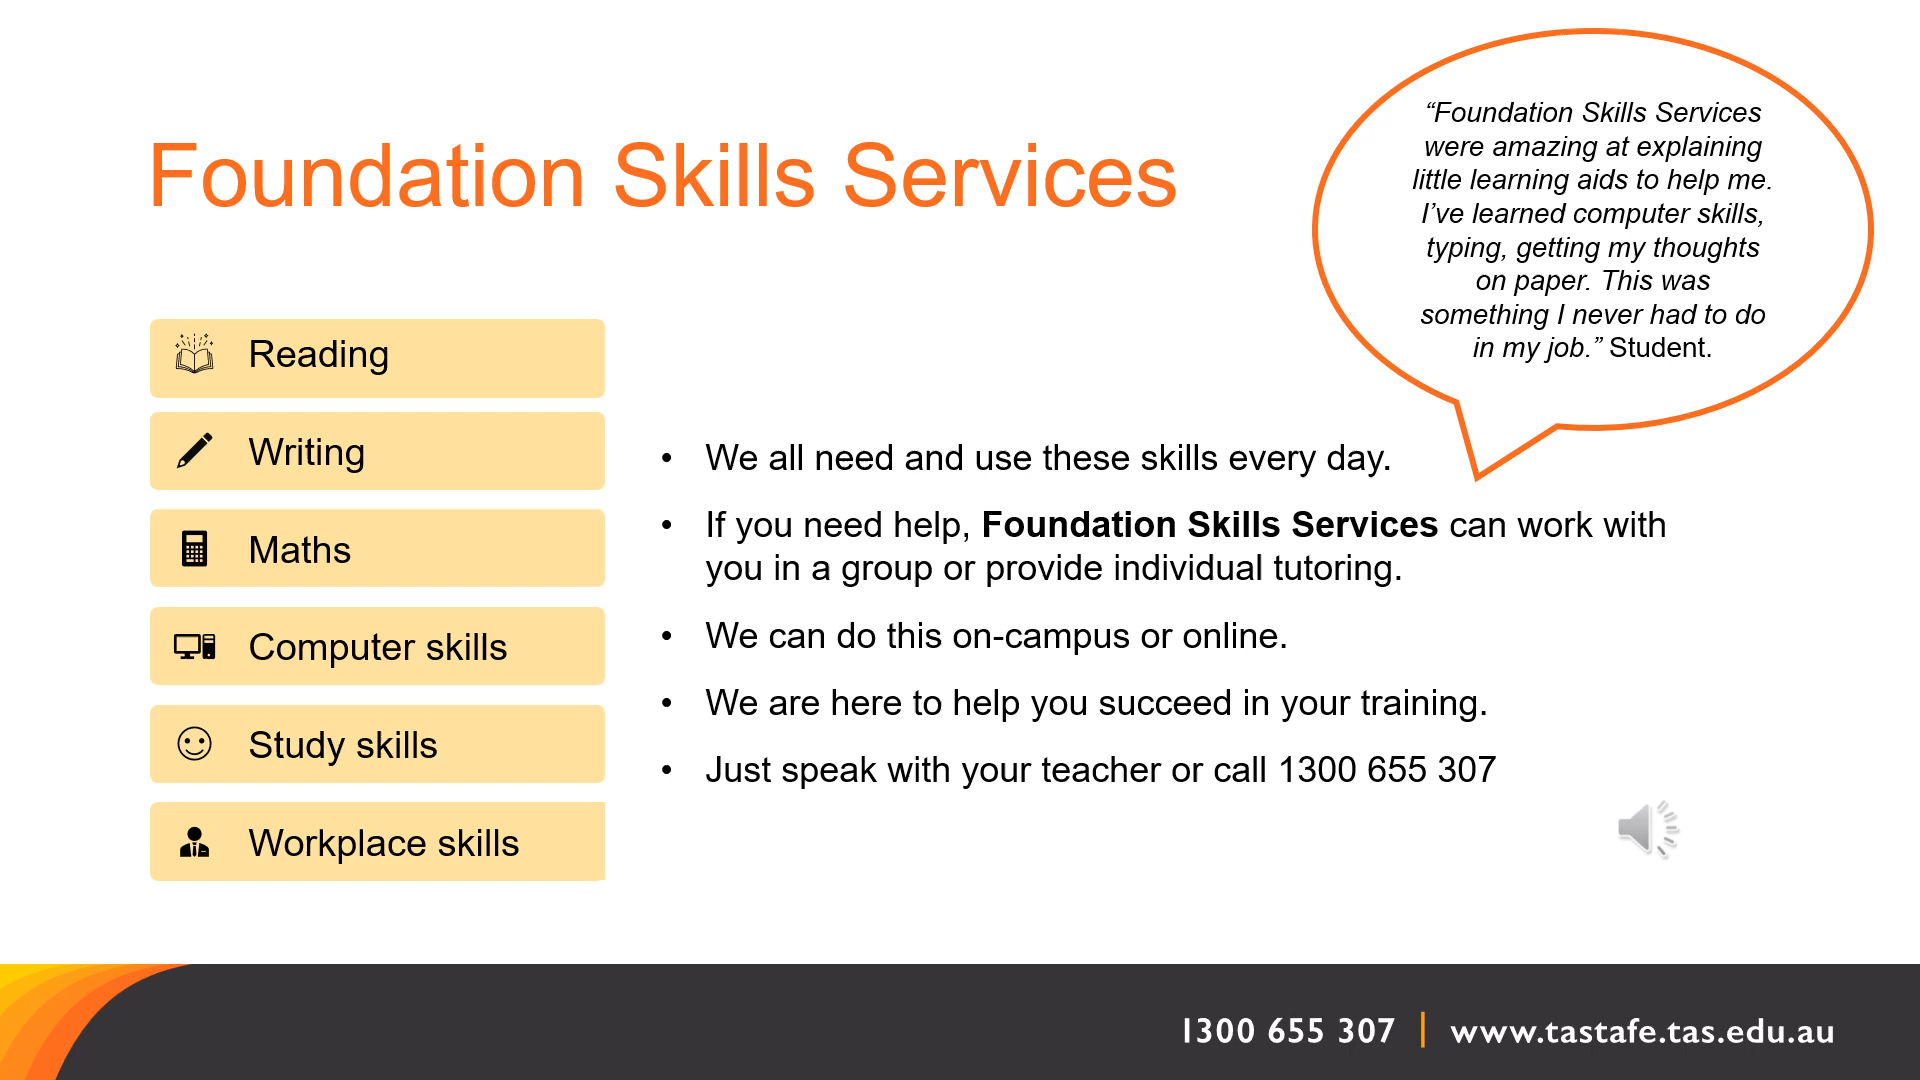 Foundation Skills Services
“Foundation Skills Services
were amazing at explaining
little learning aids to help me.
I’ve learned computer skills,
typing, getting my thoughts
on paper. This was
something I never had to do
in my job.” Student.
Reading
Writing
Maths
Computer skills
Study skills
Workplace skills
• We all need and use these skills every day.
• If you need help, Foundation Skills Services can work with
you in a group or provide individual tutoring.
• We can do this on-campus or online.
• We are here to help you succeed in your training.
• Just speak with your teacher or call 1300 655 307
1300 655 307 | www.tastafe.tas.edu.au